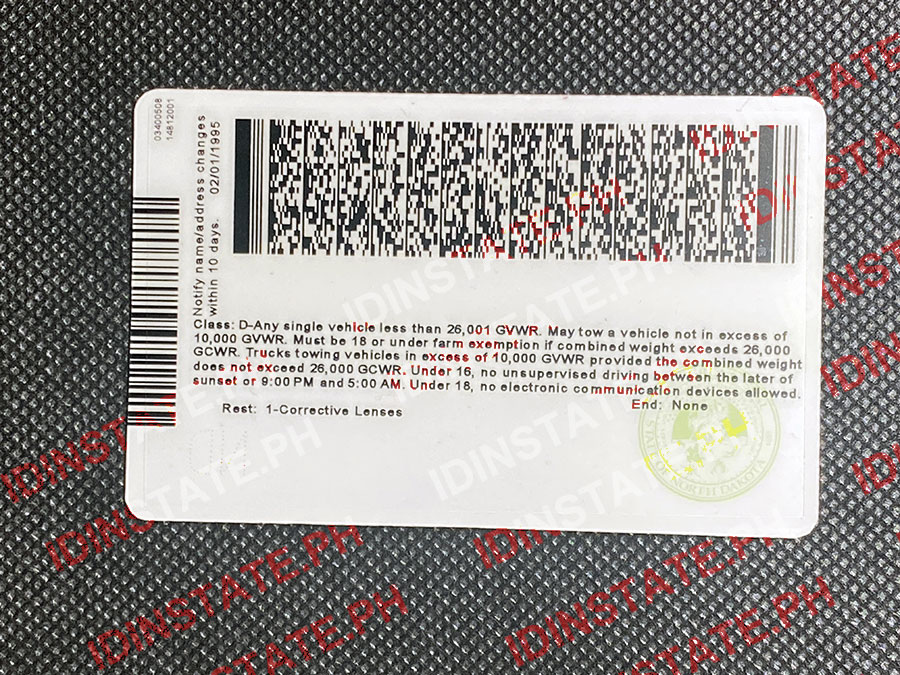 03400508
14812001
Notify name/address changes
within 10 days. 02/01/1995
Class: D-Any single vehicle less than 26,001 GVWR. May tow a vehicle not in excess of
10,000 GVWR. Must be 18 or under farm exemption if combined weight exceeds 26,000
GCWR. Trucks towing vehicles in excess of 10,000 GVWR provided the combined weight
does not exceed 26,000 GCWR. Under 16, no unsupervised driving between the later of
sunset or 9:00 PM and 5:00 AM. Under 18, no electronic communication devices allowed.
Rest: 1-Corrective Lenses End: None
STATE OF NORTH DAKOTA
IDINSTATE.PH
IDINSTATE.PH
IDINSTATE.PH
IDINSTATE.PH
IDINSTATE.PH
IDINSTATE.PH
IDINSTATE.PH